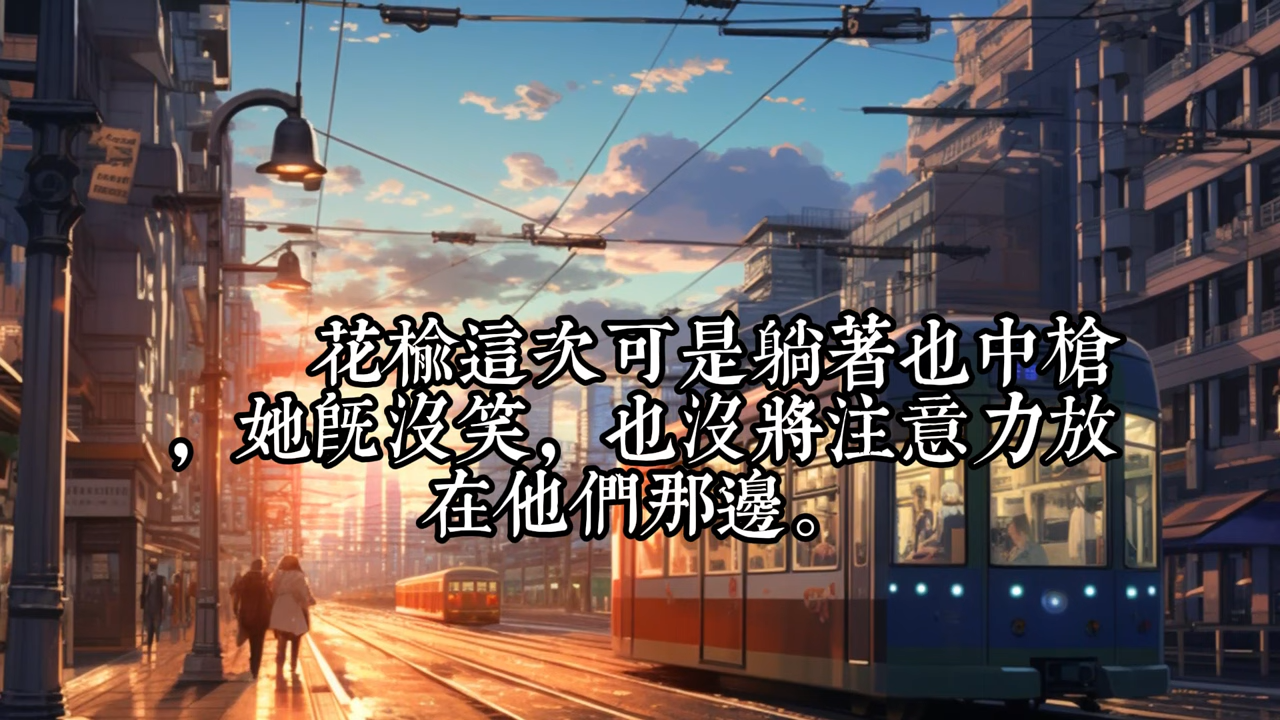 花楡這次可是躺著也中槍
，她既沒笑，也沒將注意力放
在他們那邊。